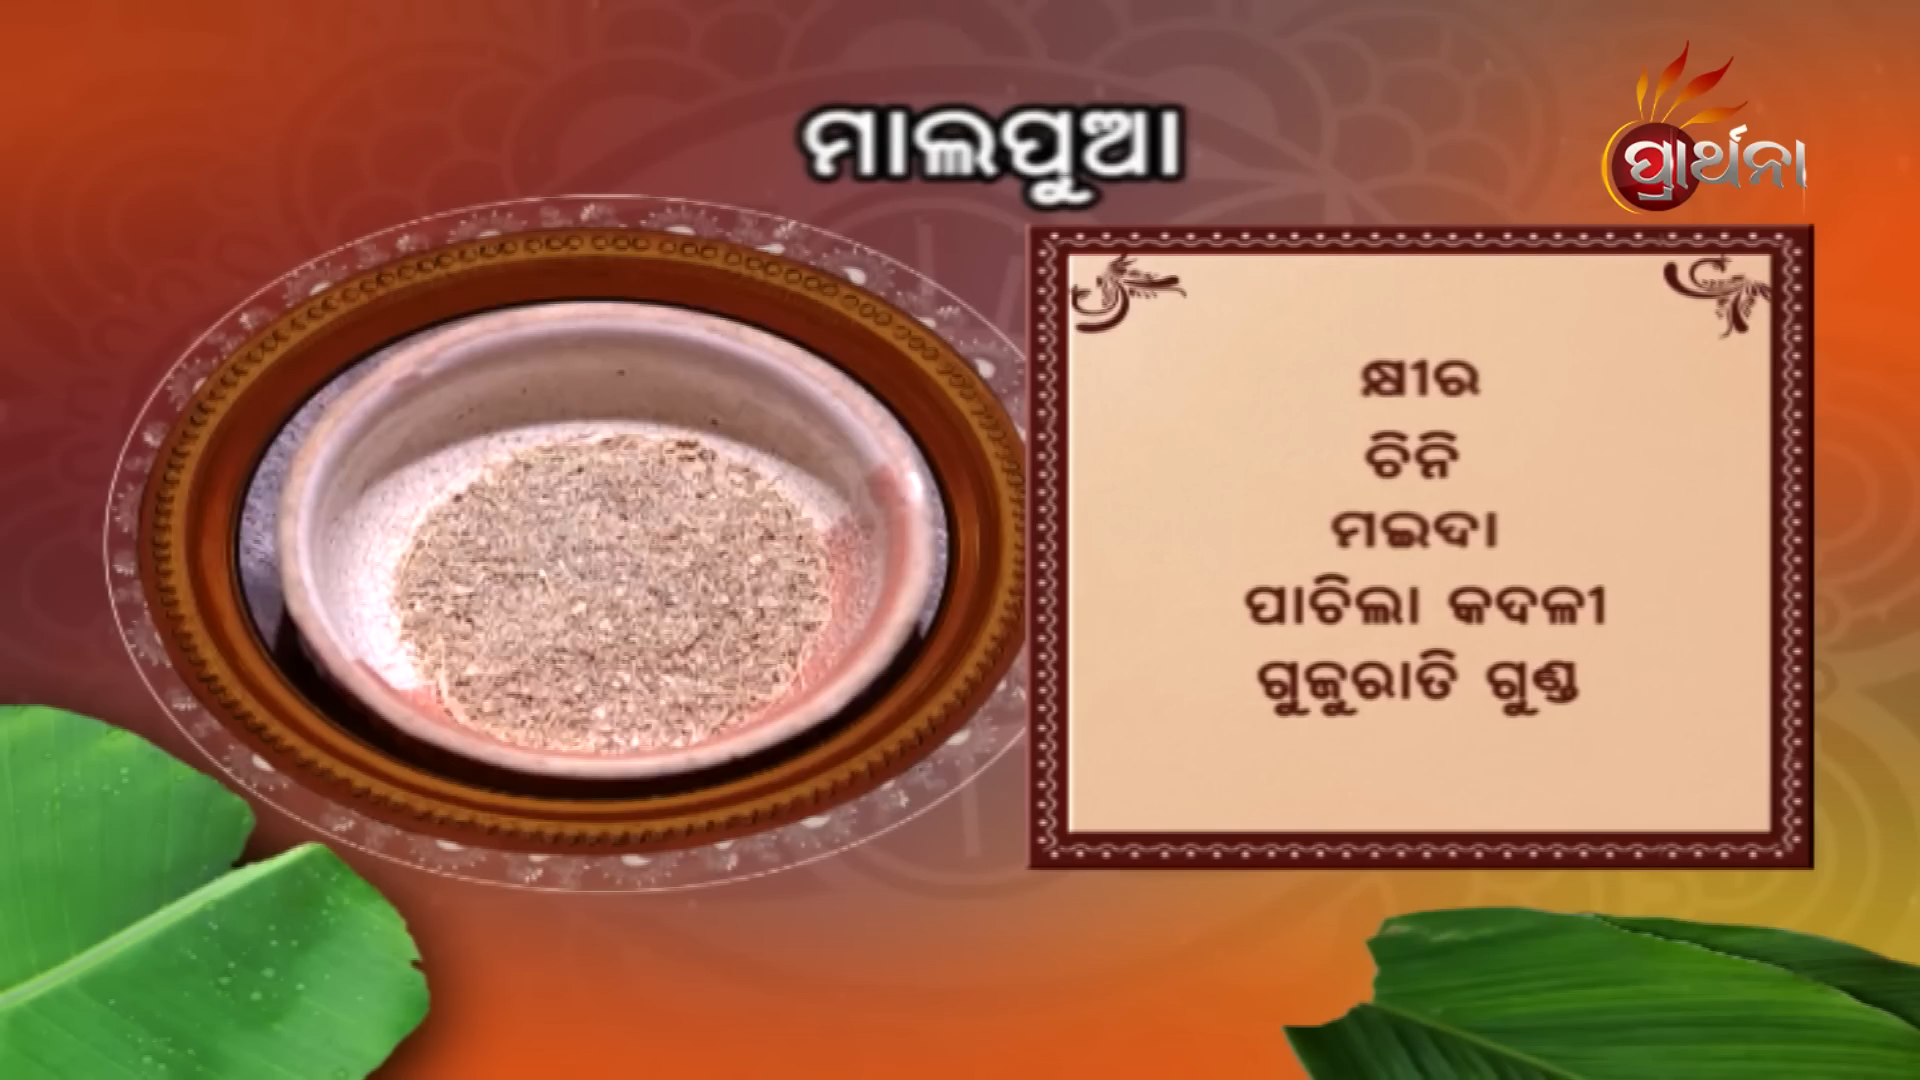 ମାଲପୁଆ
ପ୍ରାର୍ଥନା
କ୍ଷୀର
ଚିନି
ମଇଦା
ପାଚିଲା କଦଳୀ
ଗୁଜୁରାତି ଗୁଣ୍ଡ